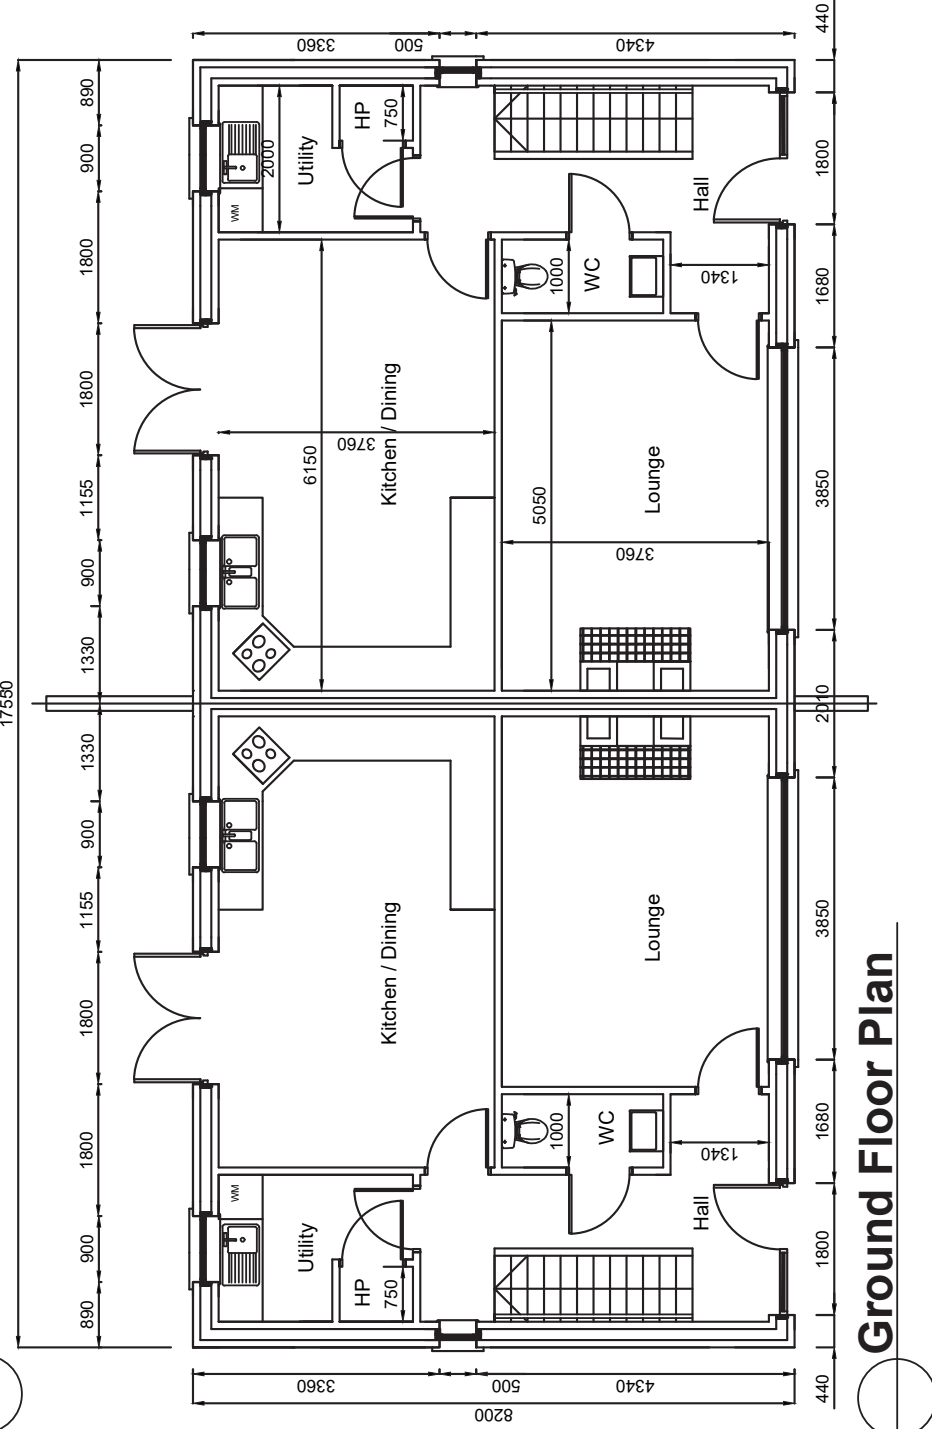 Ground Floor Plan
17550
890
900
1800
1800
1155
900
1330
1330
900
1155
1800
1800
900
890
8200
3360
500
4340
3360
500
4340
440
1800
1680
3850
2010
3850
1680
1800
440
Utility
WM
HP
750
Kitchen / Dining
WC
1000
Hall
1340
Lounge
Kitchen / Dining
3760
6150
Lounge
3760
5050
Utility
WM
2000
HP
750
WC
1000
Hall
1340